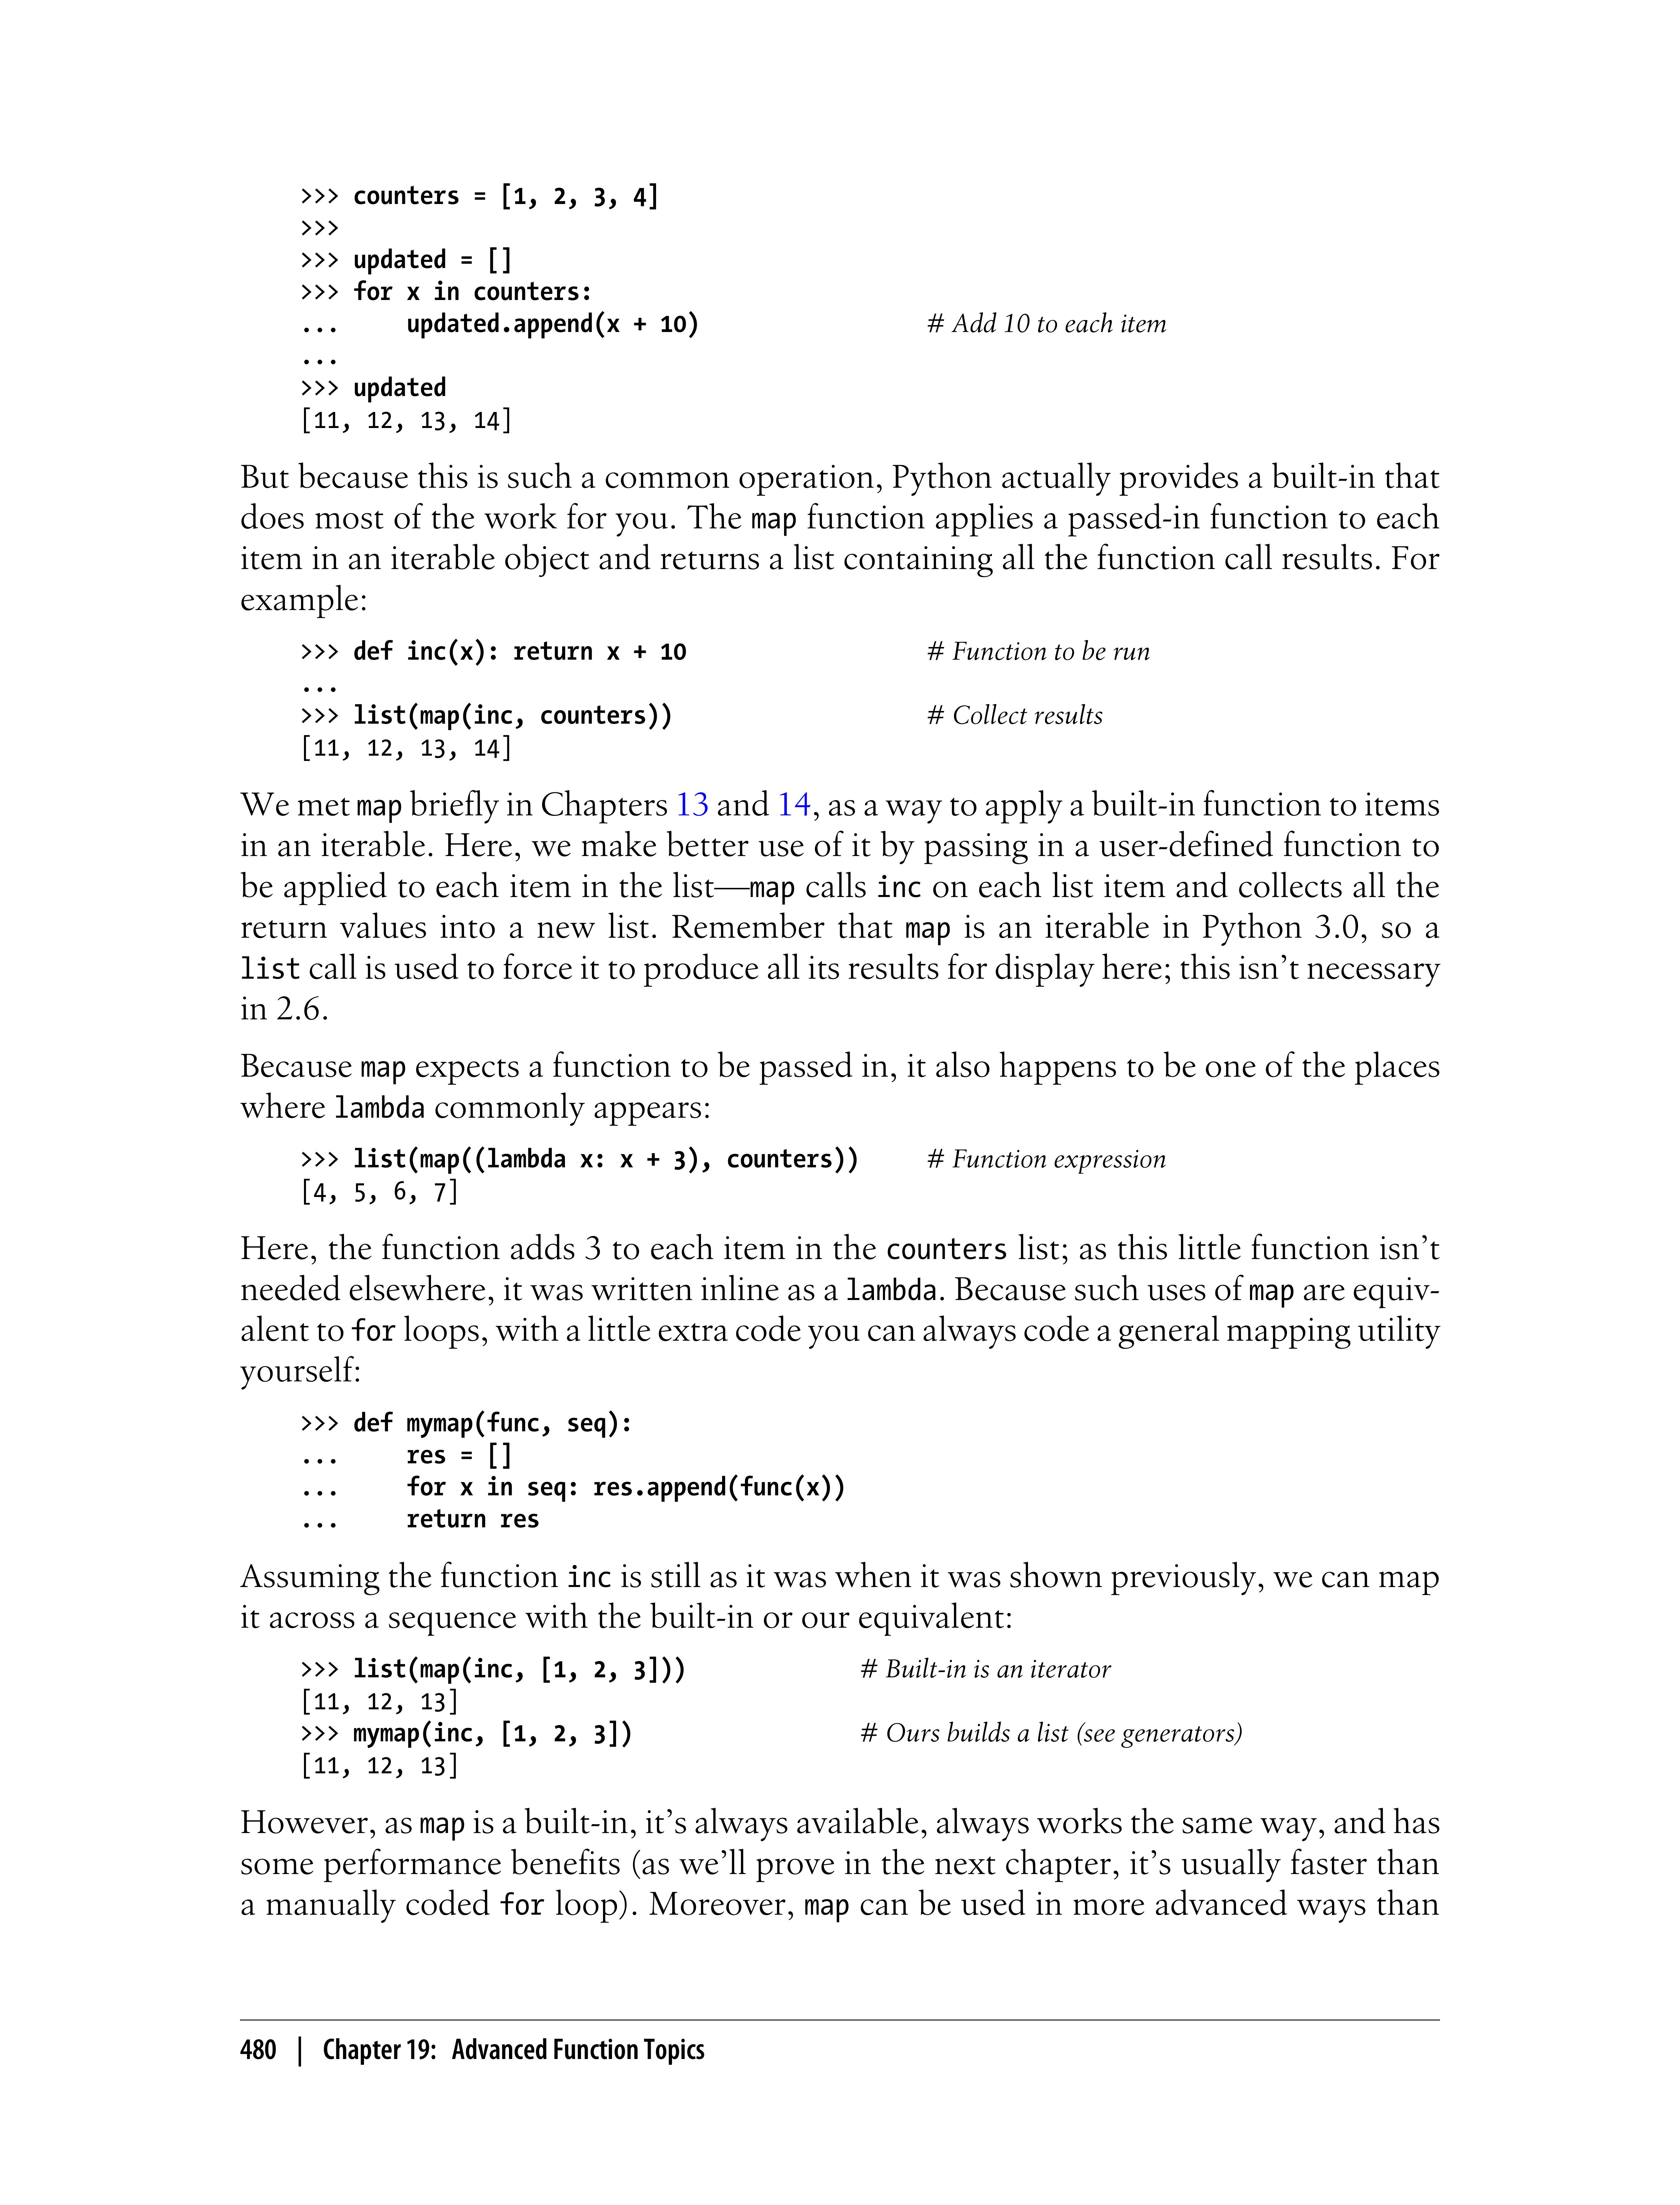 >>> counters = [1, 2, 3, 4]
>>>
>>> updated = []
>>> for x in counters:
...     updated.append(x + 10)                 # Add 10 to each item
...
>>> updated
[11, 12, 13, 14]
But because this is such a common operation, Python actually provides a built-in that
does most of the work for you. The map function applies a passed-in function to each
item in an iterable object and returns a list containing all the function call results. For
example:
>>> def inc(x): return x + 10                  # Function to be run
...
>>> list(map(inc, counters))                   # Collect results
[11, 12, 13, 14]
We met map briefly in Chapters 13 and 14, as a way to apply a built-in function to items
in an iterable. Here, we make better use of it by passing in a user-defined function to
be applied to each item in the list—map calls inc on each list item and collects all the
return values into a new list. Remember that map is an iterable in Python 3.0, so a
list call is used to force it to produce all its results for display here; this isn’t necessary
in 2.6.
Because map expects a function to be passed in, it also happens to be one of the places
where lambda commonly appears:
>>> list(map((lambda x: x + 3), counters))     # Function expression
[4, 5, 6, 7]
Here, the function adds 3 to each item in the counters list; as this little function isn’t
needed elsewhere, it was written inline as a lambda. Because such uses of map are equiv-
alent to for loops, with a little extra code you can always code a general mapping utility
yourself:
>>> def mymap(func, seq):
...     res = []
...     for x in seq: res.append(func(x))
...     return res
Assuming the function inc is still as it was when it was shown previously, we can map
it across a sequence with the built-in or our equivalent:
>>> list(map(inc, [1, 2, 3]))             # Built-in is an iterator
[11, 12, 13]
>>> mymap(inc, [1, 2, 3])                 # Ours builds a list (see generators)
[11, 12, 13]
However, as map is a built-in, it’s always available, always works the same way, and has
some performance benefits (as we’ll prove in the next chapter, it’s usually faster than
a manually coded for loop). Moreover, map can be used in more advanced ways than
480 | Chapter 19: Advanced Function Topics